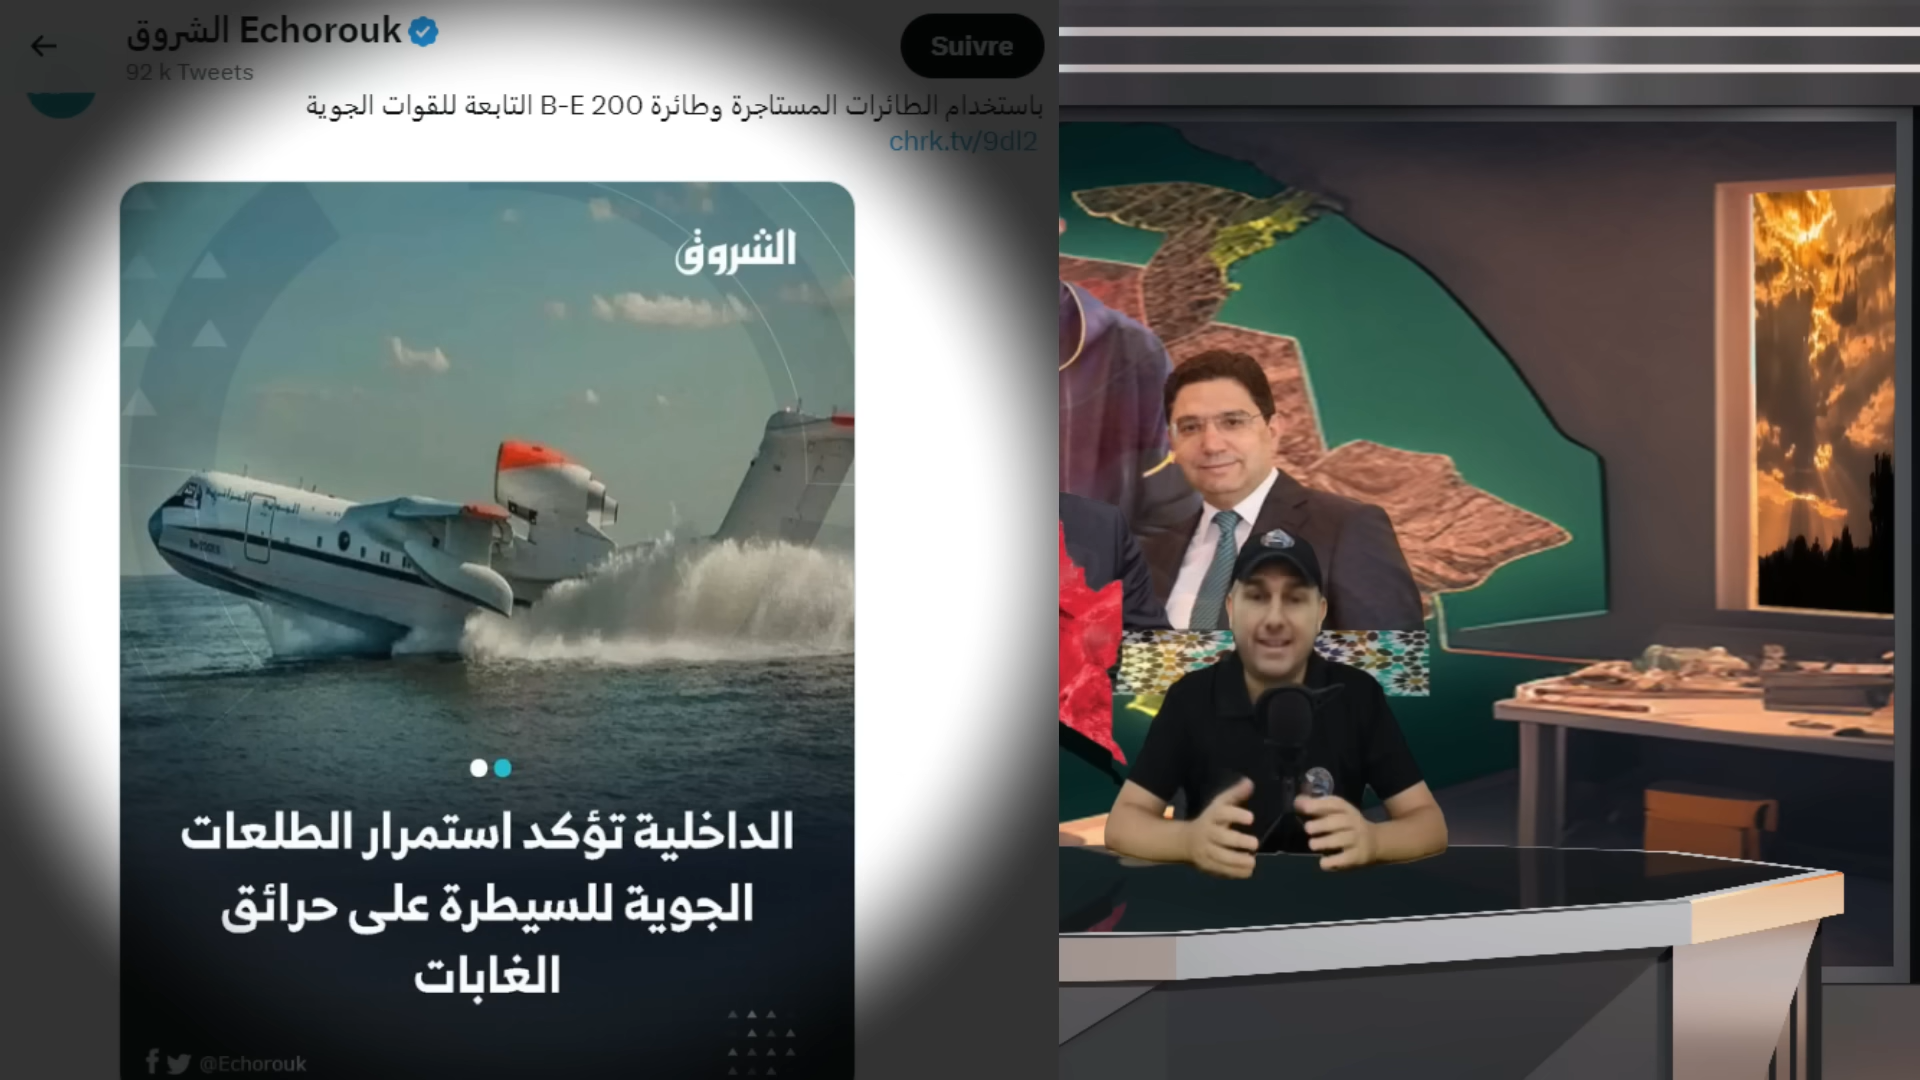 الشروق Echorouk
92 k Tweets
Suivre
باستخدام الطائرات المستاجرة وطائرة B-E 200 التابعة للقوات الجوية
chrk.tv/9dl2
الشروق
الداخلية تؤكد استمرار الطلعات
الجوية للسيطرة على حرائق
الغابات
@Echorouk